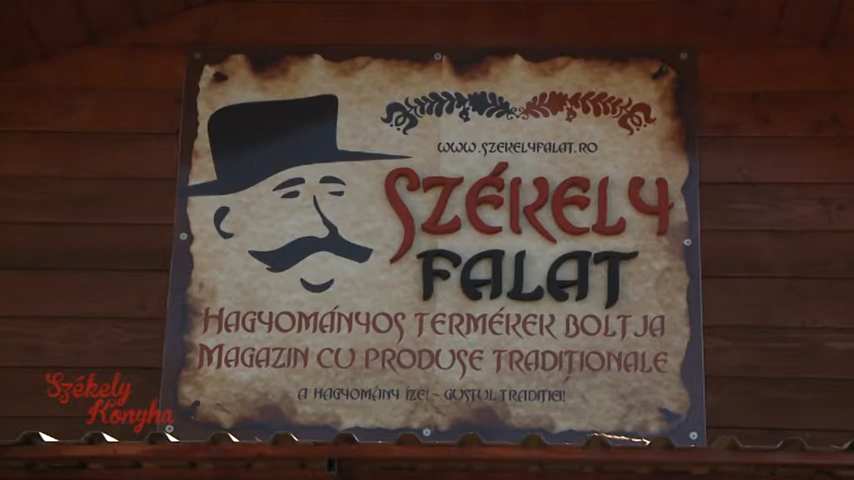 WWW.SZEKELYFALAT.RO
SZÉKELY
FALAT
HAGYOMÁNYOS TERMÉKEK BOLTJA
MAGAZIN CU PRODUSE TRADIȚIONALE
A HAGYOMÁNY ÍZE! - GUSTUL TRADIȚIEI!
Székely
Konyha